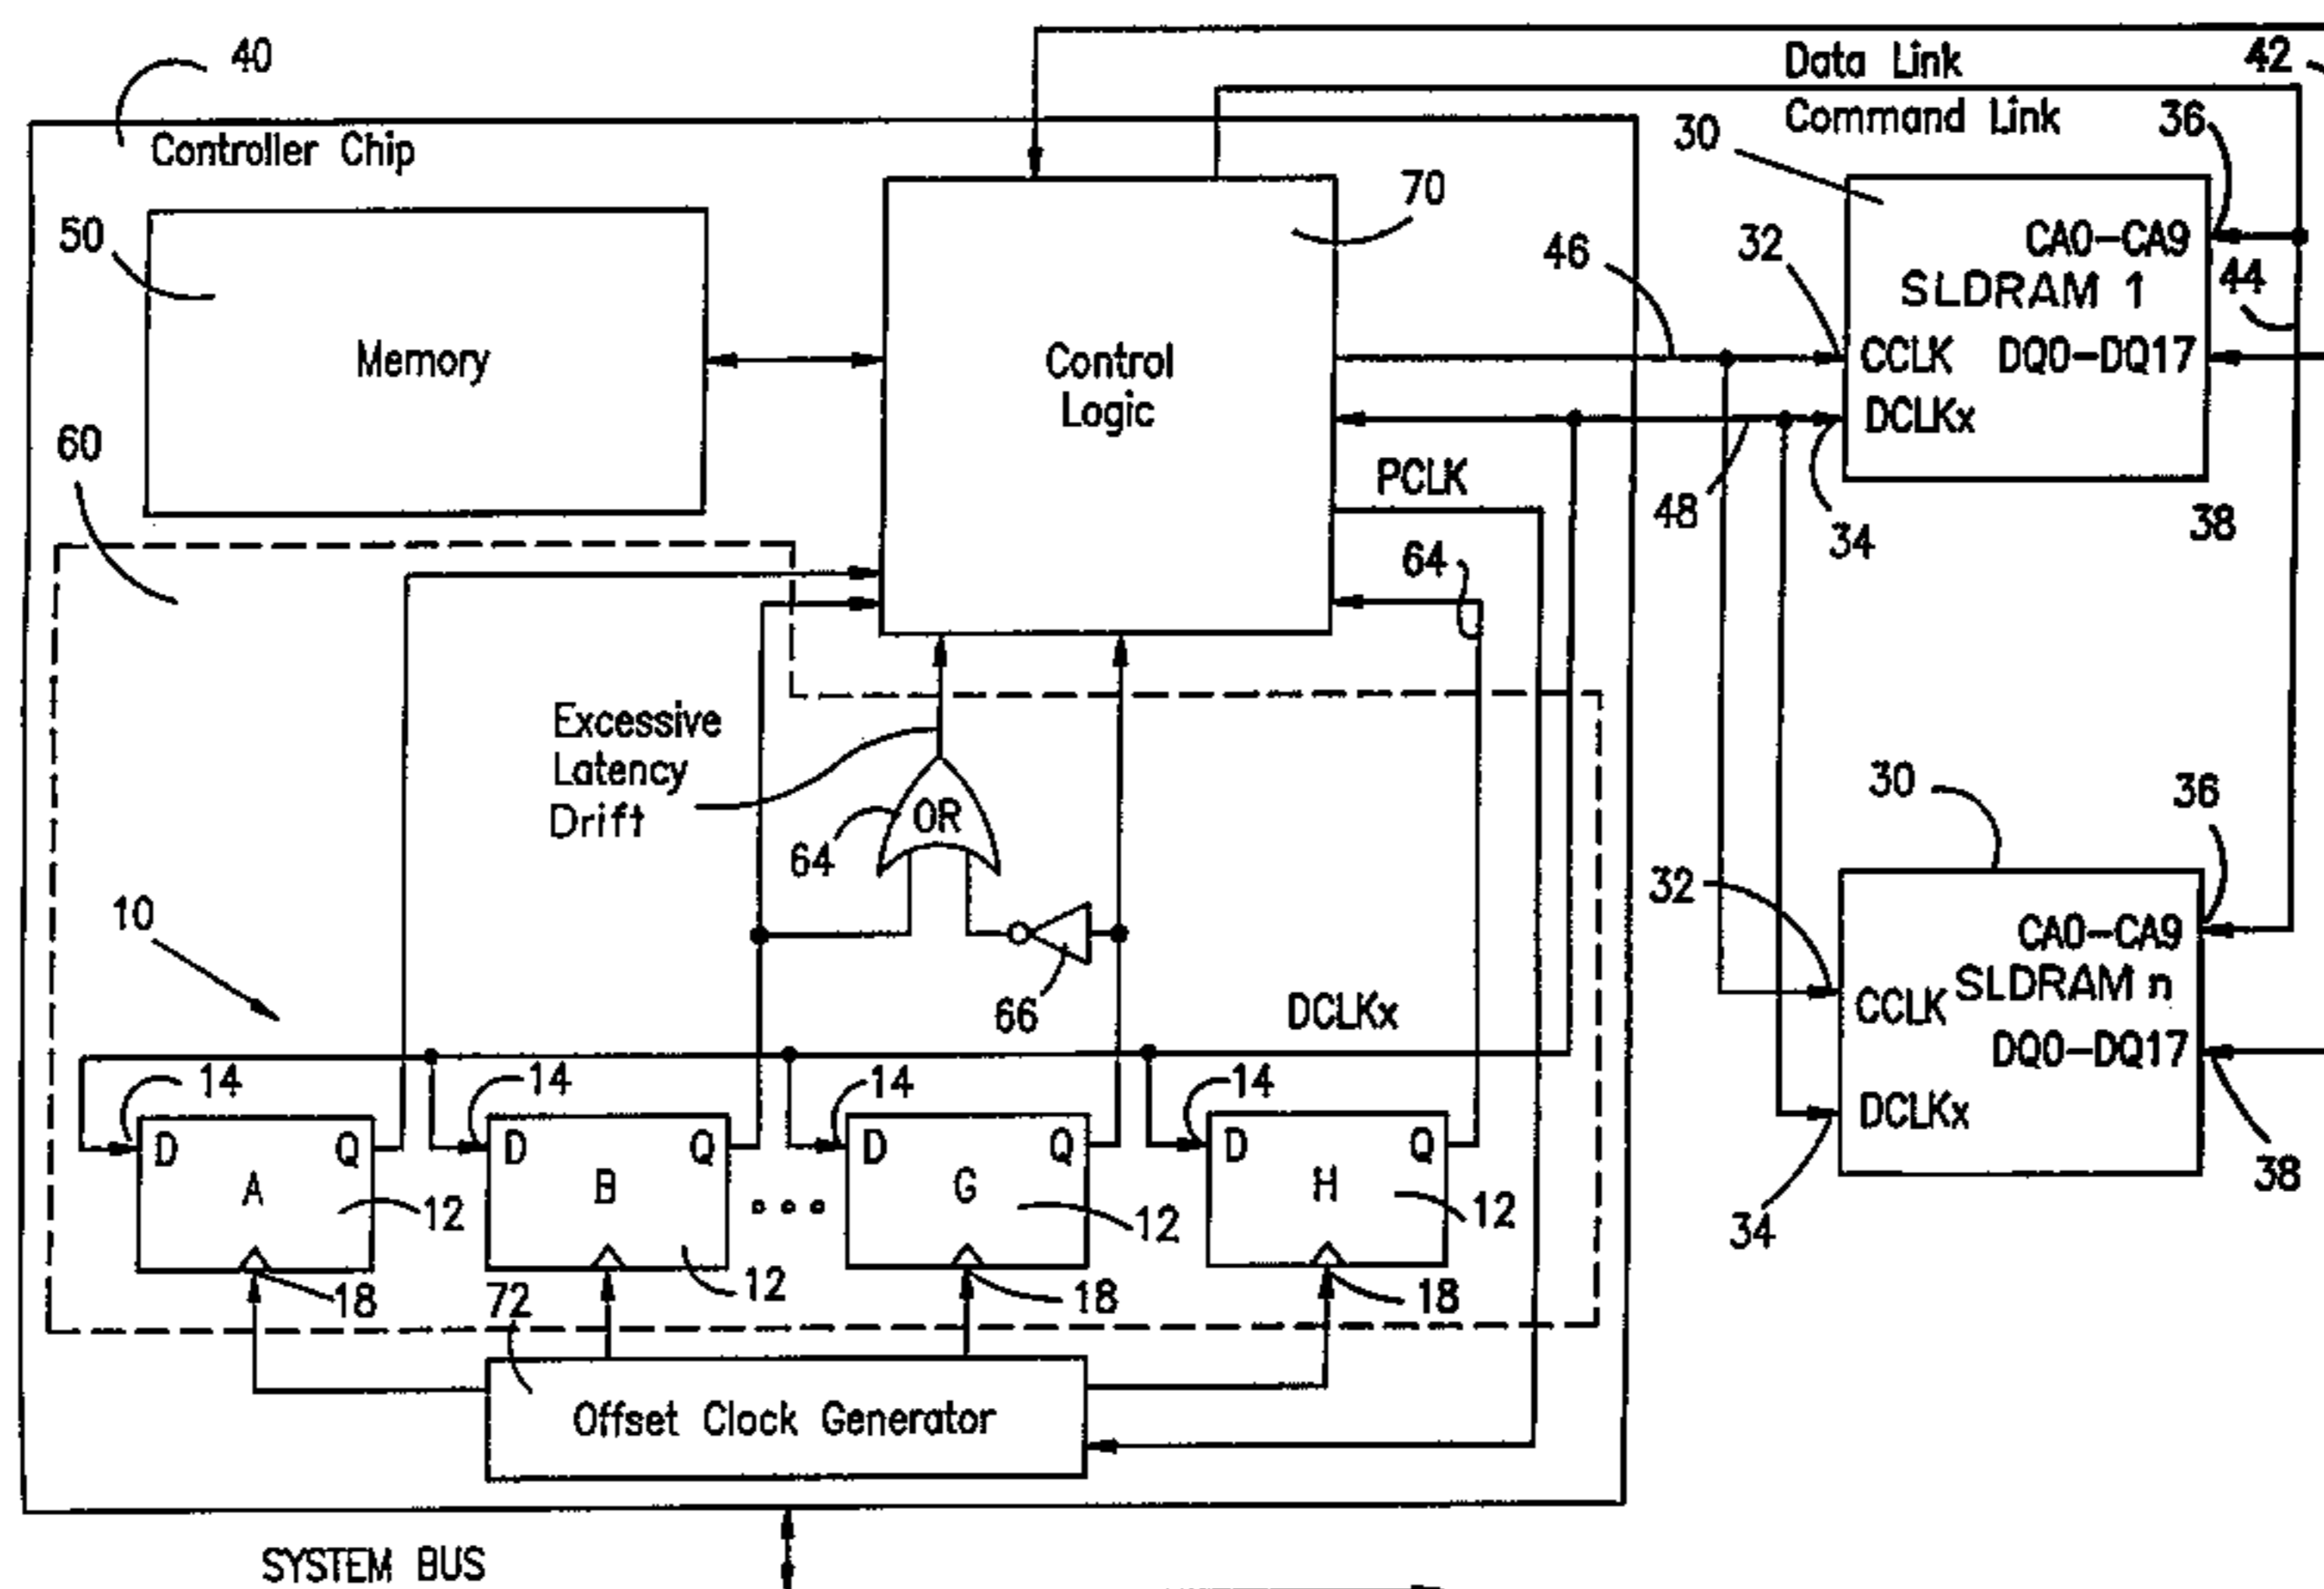 40
Data Link
42
Controller Chip
Command Link
30
36
70
50
46
32
CA0-CA9
SLDRAM 1
44
Memory
Control
Logic
CCLK
DQ0-DQ17
DCLKx
60
PCLK
48
34
38
64
Excessive
Latency
Drift
OR
64
30
36
32
10
66
DCLKx
CA0-CA9
SLDRAM n
CCLK
DQ0-DQ17
DCLKx
14
14
14
14
D
Q
D
Q
D
Q
D
Q
A
B
G
H
12
12
12
12
34
38
18
72
18
18
Offset Clock Generator
SYSTEM BUS